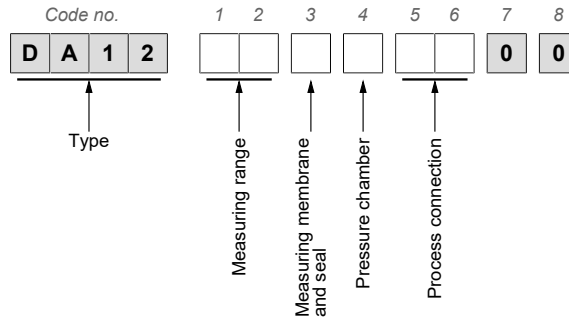 Code no. 1 2 3 4 5 6 7 8
D A 1 2 0 0
Type
Measuring range
Measuring membrane
and seal
Pressure chamber
Process connection